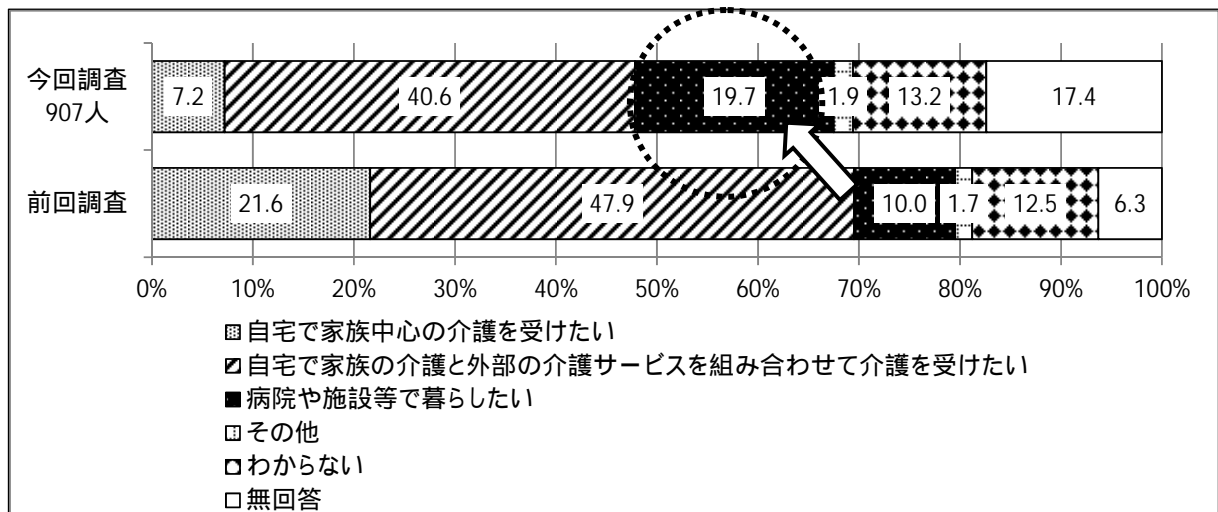 今回調査
907人
7.2 40.6 19.7 1.9 13.2 17.4
前回調査
21.6 47.9 10.0 1.7 12.5 6.3
0% 10% 20% 30% 40% 50% 60% 70% 80% 90% 100%
自宅で家族中心の介護を受けたい
自宅で家族の介護と外部の介護サービスを組み合わせて介護を受けたい
病院や施設等で暮らしたい
その他
わからない
無回答